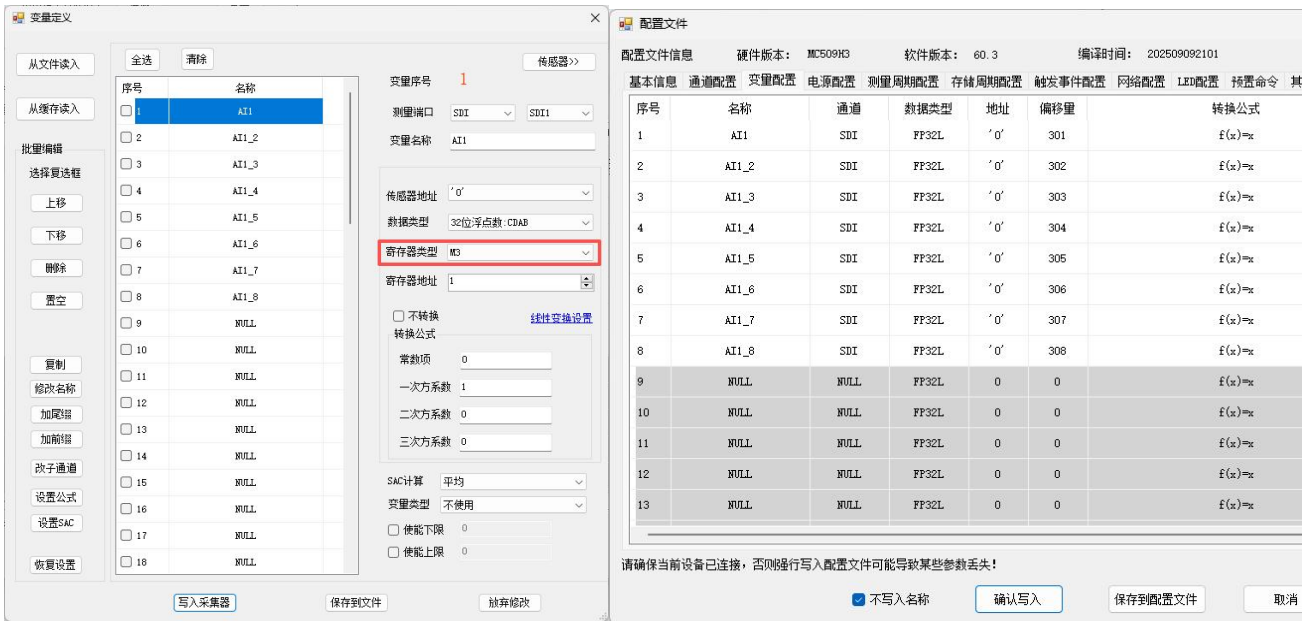 变量定义
从文件读入
从缓存读入
批量编辑
选择复选框
上移
下移
删除
置空
复制
修改名称
加尾缀
加前缀
改子通道
设置公式
设置SAC
恢复设置
全选 清除
序号 名称
1 AI1
2 AI1_2
3 AI1_3
4 AI1_4
5 AI1_5
6 AI1_6
7 AI1_7
8 AI1_8
9 NULL
10 NULL
11 NULL
12 NULL
13 NULL
14 NULL
15 NULL
16 NULL
17 NULL
18 NULL
传感器>>
变量序号 1
测量端口 SDI SDI1
变量名称 AI1
传感器地址 '0'
数据类型 32位浮点数:CDAB
寄存器类型 M3
寄存器地址 1
不转换 线性变换设置
转换公式
常数项 0
一次方系数 1
二次方系数 0
三次方系数 0
SAC计算 平均
变量类型 不使用
使能下限 0
使能上限 0
写入采集器 保存到文件 放弃修改
配置文件
配置文件信息 硬件版本: MC509H3 软件版本: 60.3 编译时间: 202509092101
基本信息 通道配置 变量配置 电源配置 测量周期配置 存储周期配置 触发事件配置 网络配置 LED配置 预置命令 其
序号 名称 通道 数据类型 地址 偏移量 转换公式
1 AI1 SDI FP32L '0' 301 f(x)=x
2 AI1_2 SDI FP32L '0' 302 f(x)=x
3 AI1_3 SDI FP32L '0' 303 f(x)=x
4 AI1_4 SDI FP32L '0' 304 f(x)=x
5 AI1_5 SDI FP32L '0' 305 f(x)=x
6 AI1_6 SDI FP32L '0' 306 f(x)=x
7 AI1_7 SDI FP32L '0' 307 f(x)=x
8 AI1_8 SDI FP32L '0' 308 f(x)=x
9 NULL NULL FP32L 0 0 f(x)=x
10 NULL NULL FP32L 0 0 f(x)=x
11 NULL NULL FP32L 0 0 f(x)=x
12 NULL NULL FP32L 0 0 f(x)=x
13 NULL NULL FP32L 0 0 f(x)=x
请确保当前设备已连接，否则强行写入配置文件可能导致某些参数丢失！
不写入名称 确认写入 保存到配置文件 取消